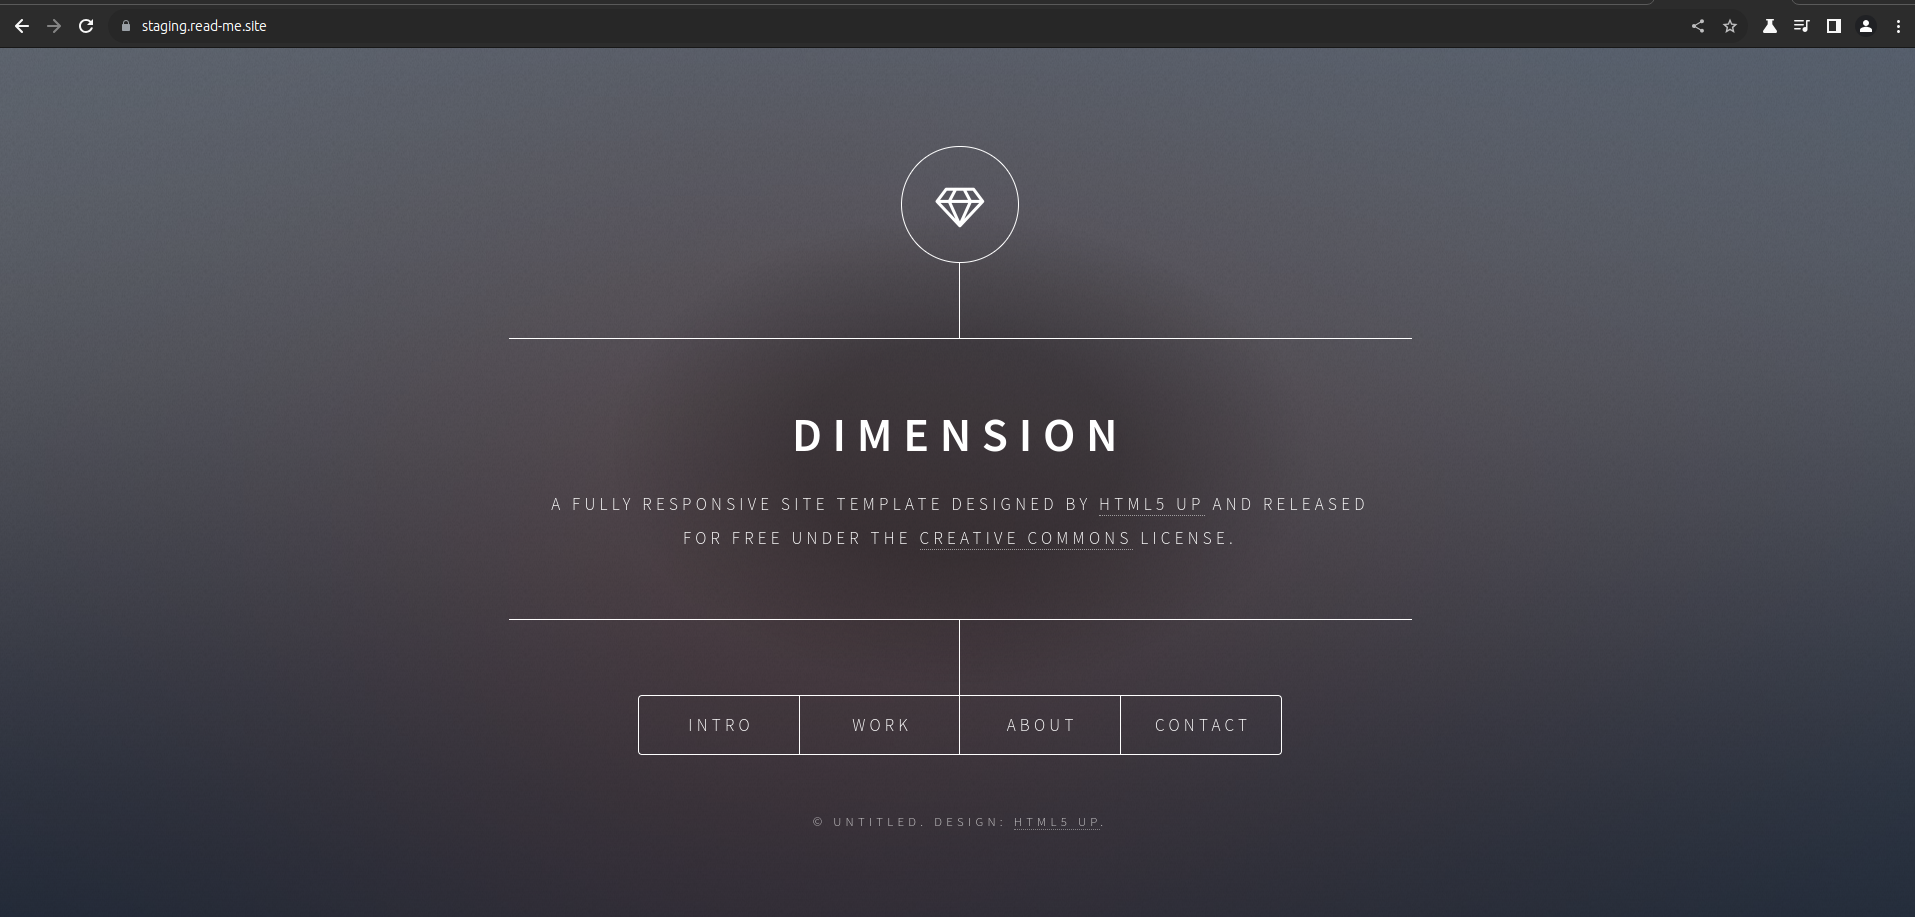 staging.read-me.site
DIMENSION
A FULLY RESPONSIVE SITE TEMPLATE DESIGNED BY HTML5 UP AND RELEASED
FOR FREE UNDER THE CREATIVE COMMONS LICENSE.
INTRO WORK ABOUT CONTACT
© UNTITLED. DESIGN: HTML5 UP.